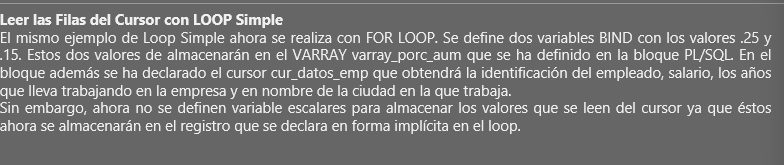 Leer las Filas del Cursor con LOOP Simple
El mismo ejemplo de Loop Simple ahora se realiza con FOR LOOP. Se define dos variables BIND con los valores .25 y
.15. Estos dos valores de almacenarán en el VARRAY varray_porc_aum que se ha definido en la bloque PL/SQL. En el
bloque además se ha declarado el cursor cur_datos_emp que obtendrá la identificación del empleado, salario, los años
que lleva trabajando en la empresa y en nombre de la ciudad en la que trabaja.
Sin embargo, ahora no se definen variable escalares para almacenar los valores que se leen del cursor ya que éstos
ahora se almacenarán en el registro que se declara en forma implícita en el loop.